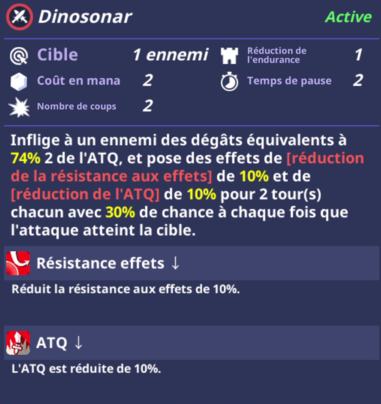 Dinosonar Active
Cible 1 ennemi Réduction de l'endurance 1
Coût en mana 2 Temps de pause 2
Nombre de coups 2
Inflige à un ennemi des dégâts équivalents à
74% 2 de l'ATQ, et pose des effets de [réduction
de la résistance aux effets] de 10% et de
[réduction de l'ATQ] de 10% pour 2 tour(s)
chacun avec 30% de chance à chaque fois que
l'attaque atteint la cible.
Résistance effets ↓
Réduit la résistance aux effets de 10%.
ATQ ↓
L'ATQ est réduite de 10%.